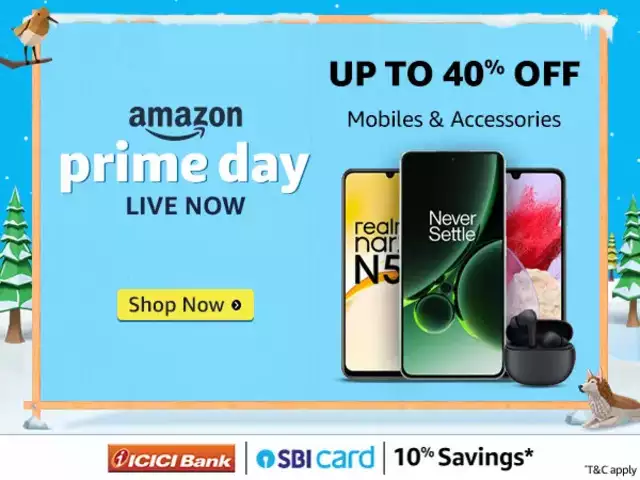 amazon
prime day
LIVE NOW
Shop Now
UP TO 40% OFF
Mobiles & Accessories
realm
nar
N5
Never
Settle
ICICI Bank
SBI card
10% Savings*
*T&C apply